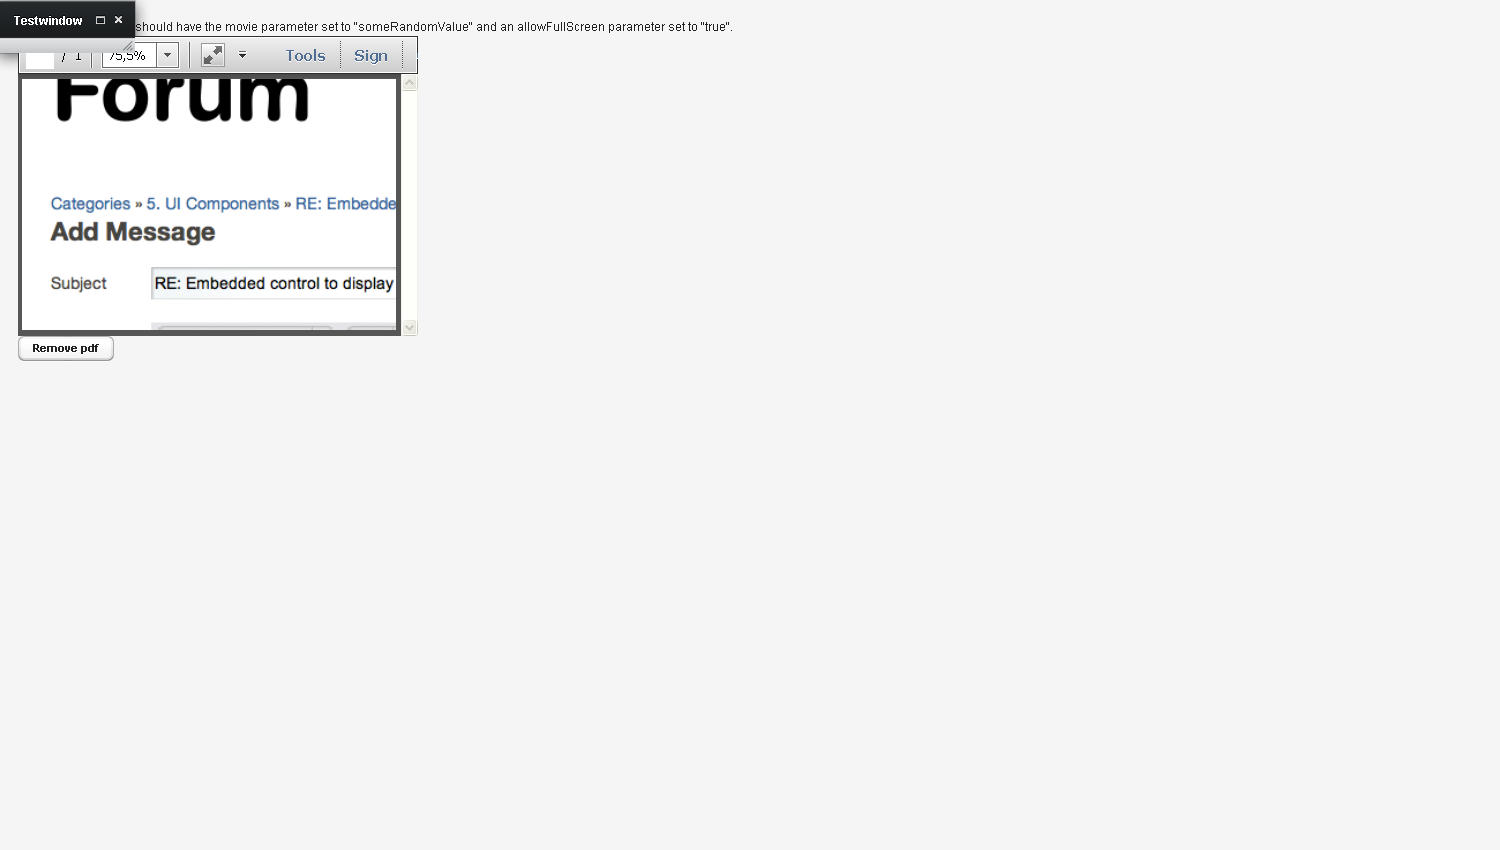 Testwindow
should have the movie parameter set to "someRandomValue" and an allowFullScreen parameter set to "true".
/ 1 75,5% Tools Sign
Forum
Categories » 5. UI Components » RE: Embedde
Add Message
Subject RE: Embedded control to display
Remove pdf